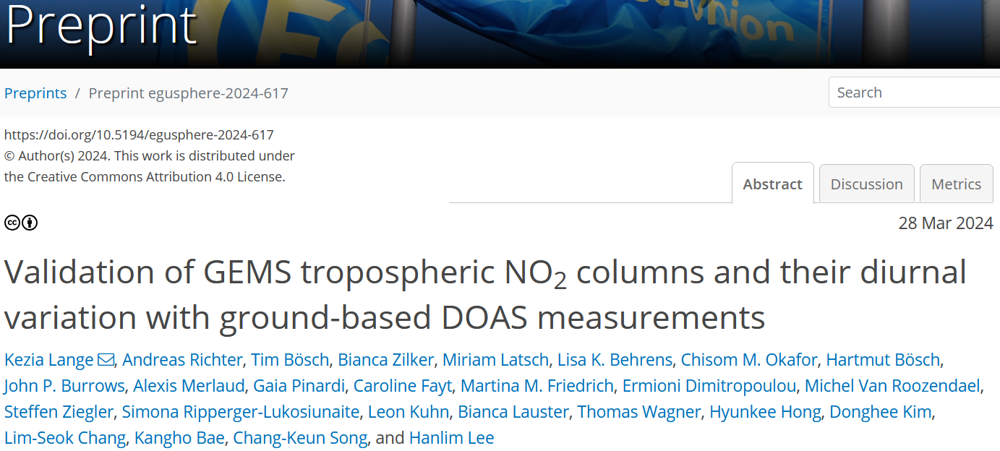 Preprint
Union
Preprints / Preprint egusphere-2024-617
Search
https://doi.org/10.5194/egusphere-2024-617
© Author(s) 2024. This work is distributed under
the Creative Commons Attribution 4.0 License.
Abstract
Discussion
Metrics
cc
28 Mar 2024
Validation of GEMS tropospheric NO₂ columns and their diurnal
variation with ground-based DOAS measurements
Kezia Lange, Andreas Richter, Tim Bösch, Bianca Zilker, Miriam Latsch, Lisa K. Behrens, Chisom M. Okafor, Hartmut Bösch,
John P. Burrows, Alexis Merlaud, Gaia Pinardi, Caroline Fayt, Martina M. Friedrich, Ermioni Dimitropoulou, Michel Van Roozendael,
Steffen Ziegler, Simona Ripperger-Lukosiunaite, Leon Kuhn, Bianca Lauster, Thomas Wagner, Hyunkee Hong, Donghee Kim,
Lim-Seok Chang, Kangho Bae, Chang-Keun Song, and Hanlim Lee